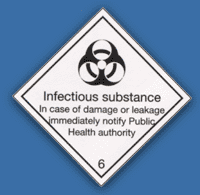 Infectious substance
In case of damage or leakage
immediately notify Public
Health authority
6